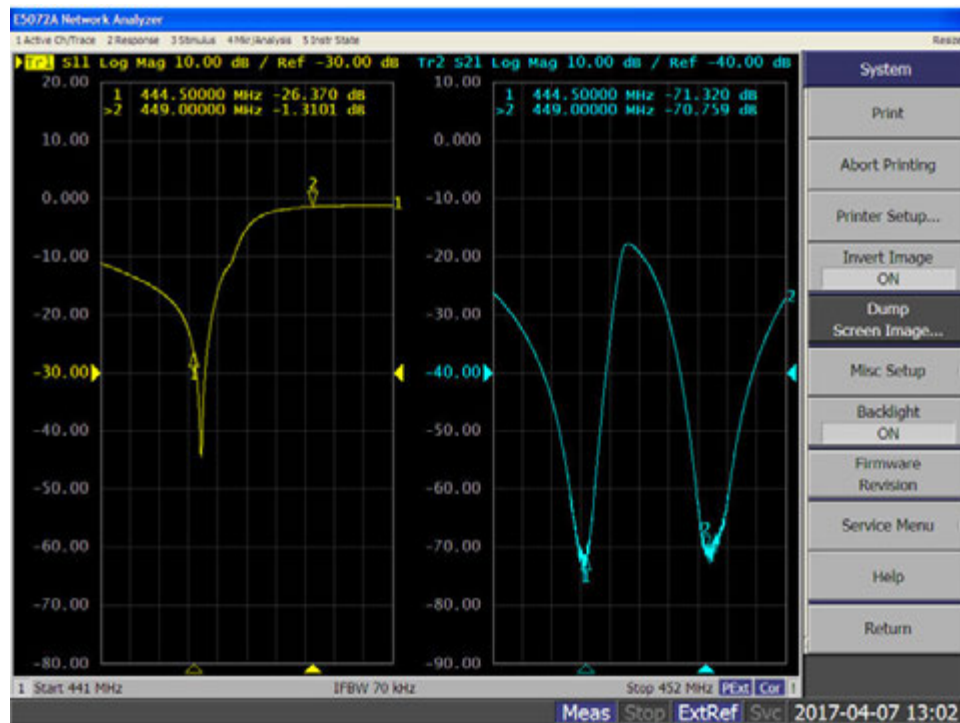 E5072A Network Analyzer
1 Active Ch/Trace 2 Response 3 Stimulus 4 Mkr/Analysis 5 Instr State
Resize
Tr1 S11 Log Mag 10.00 dB / Ref -30.00 dB
20.00
1 444.50000 MHz -26.370 dB
>2 449.00000 MHz -1.3101 dB
10.00
0.000
-10.00
-20.00
-30.00
-40.00
-50.00
-60.00
-70.00
-80.00
2
1
1
Tr2 S21 Log Mag 10.00 dB / Ref -40.00 dB
10.00
1 444.50000 MHz -71.320 dB
>2 449.00000 MHz -70.759 dB
0.000
-10.00
-20.00
-30.00
-40.00
-50.00
-60.00
-70.00
-80.00
-90.00
2
2
1
System
Print
Abort Printing
Printer Setup...
Invert Image
ON
Dump
Screen Image...
Misc Setup
Backlight
ON
Firmware
Revision
Service Menu
Help
Return
1 Start 441 MHz
IFBW 70 kHz
Stop 452 MHz PExt Cor !
Meas Stop ExtRef Svc 2017-04-07 13:02